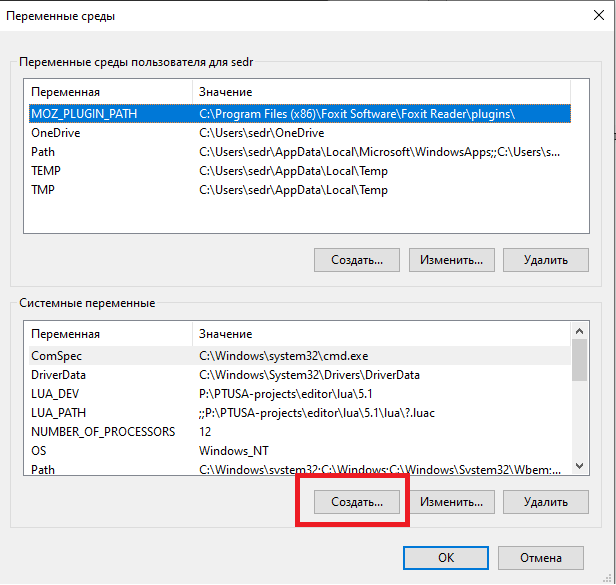 Переменные среды
Переменные среды пользователя для sedr
Переменная Значение
MOZ_PLUGIN_PATH C:\Program Files (x86)\Foxit Software\Foxit Reader\plugins\
OneDrive C:\Users\sedr\OneDrive
Path C:\Users\sedr\AppData\Local\Microsoft\WindowsApps;;C:\Users\s...
TEMP C:\Users\sedr\AppData\Local\Temp
TMP C:\Users\sedr\AppData\Local\Temp
Создать... Изменить... Удалить
Системные переменные
Переменная Значение
ComSpec C:\Windows\system32\cmd.exe
DriverData C:\Windows\System32\Drivers\DriverData
LUA_DEV P:\PTUSA-projects\editor\lua\5.1
LUA_PATH ;;P:\PTUSA-projects\editor\lua\5.1\lua\?.luac
NUMBER_OF_PROCESSORS 12
OS Windows_NT
Path C:\Windows\system32;C:\Windows;C:\Windows\System32\Wbem;...
Создать... Изменить... Удалить
OK Отмена